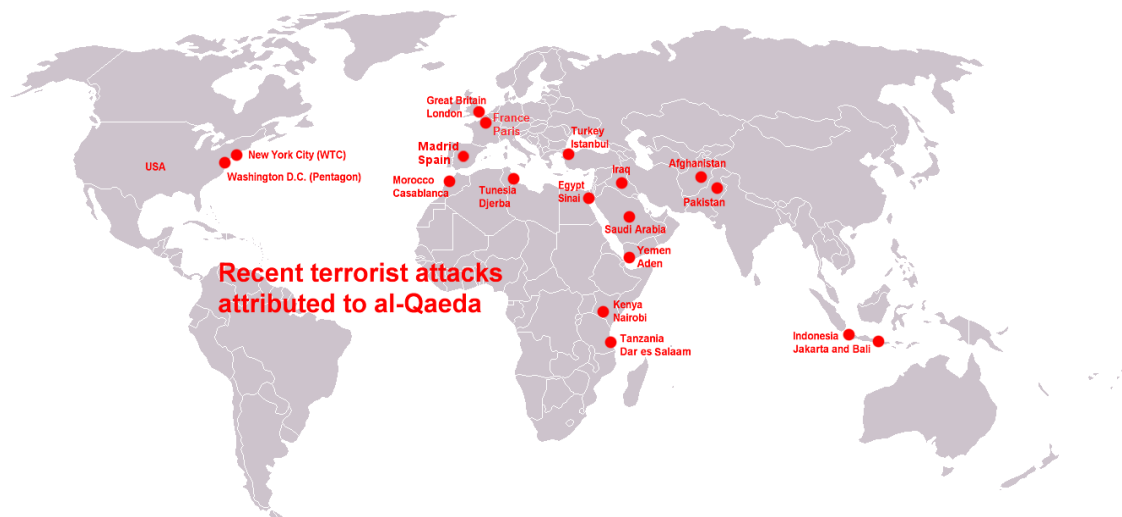 Great Britain
London
France
Paris
Madrid
Spain
Turkey
Istanbul
New York City (WTC)
USA
Washington D.C. (Pentagon)
Morocco
Casablanca
Tunesia
Djerba
Egypt
Sinai
Iraq
Afghanistan
Pakistan
Saudi Arabia
Yemen
Aden
Recent terrorist attacks
attributed to al-Qaeda
Kenya
Nairobi
Tanzania
Dar es Salaam
Indonesia
Jakarta and Bali